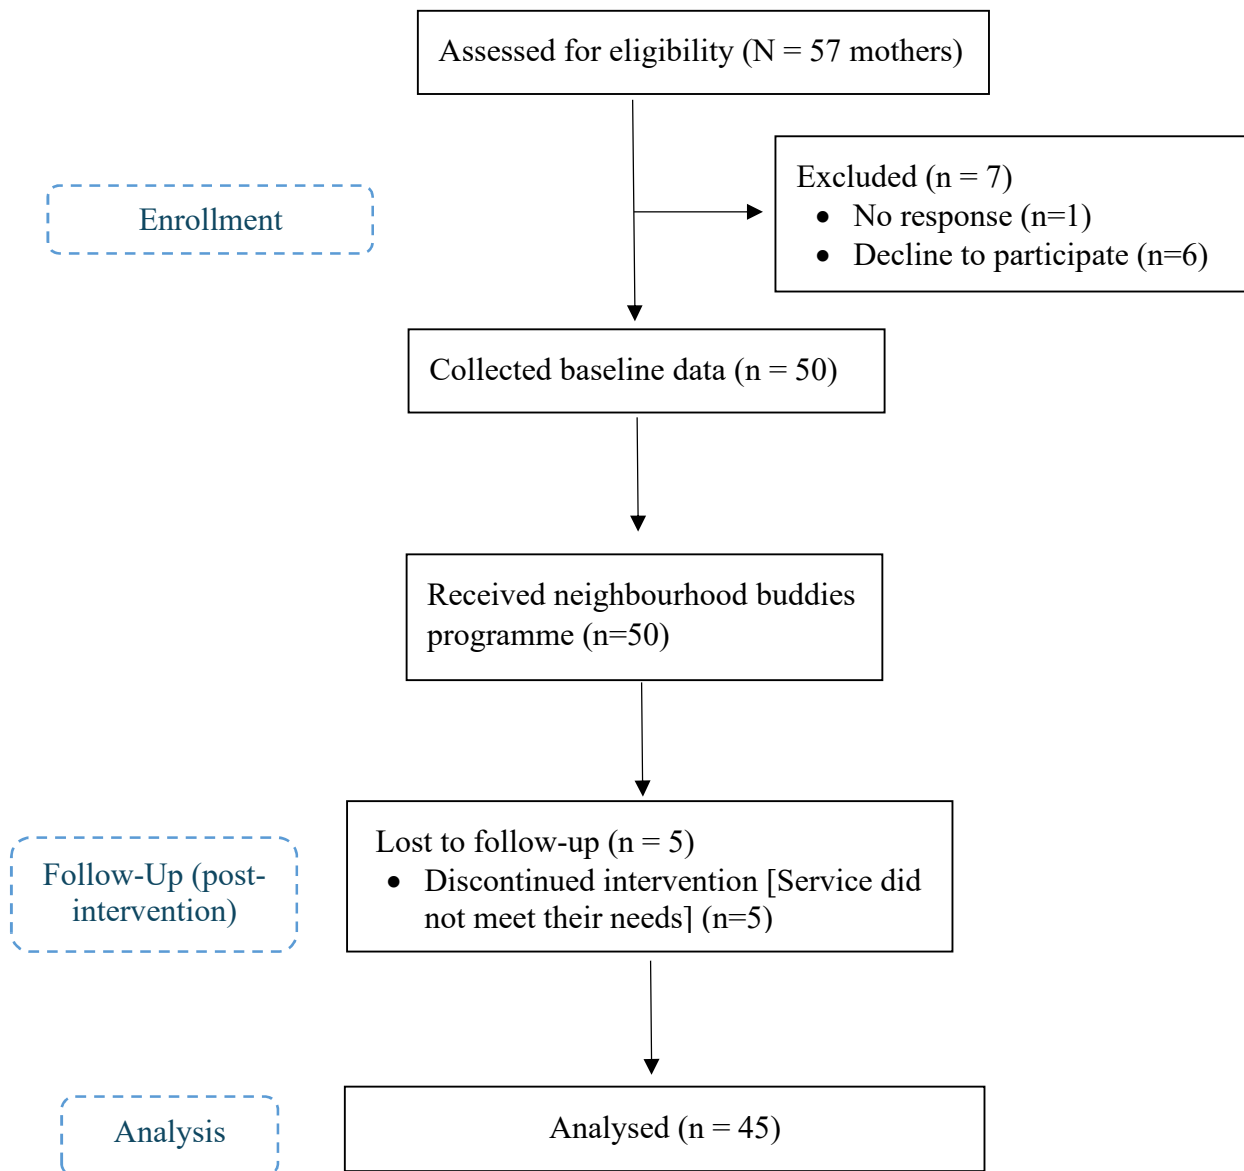 Assessed for eligibility (N = 57 mothers)
Excluded (n = 7)
• No response (n=1)
• Decline to participate (n=6)
Enrollment
Collected baseline data (n = 50)
Received neighbourhood buddies
programme (n=50)
Lost to follow-up (n = 5)
• Discontinued intervention [Service did
not meet their needs] (n=5)
Follow-Up (post-
intervention)
Analysed (n = 45)
Analysis